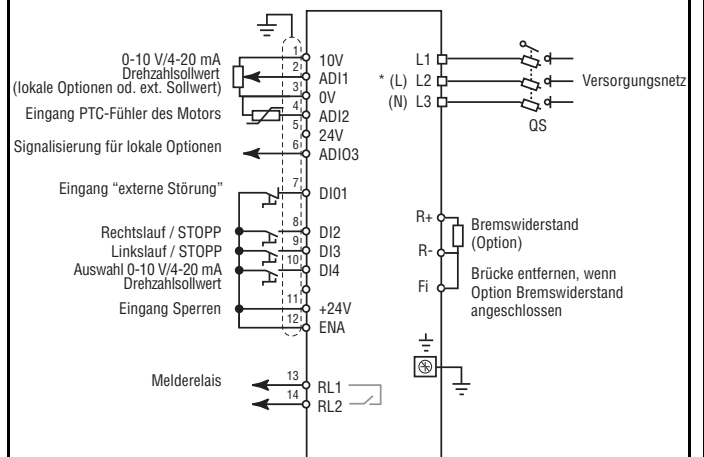 0-10 V/4-20 mA
Drehzahlsollwert
(lokale Optionen od. ext. Sollwert)
Eingang PTC-Fühler des Motors
Signalisierung für lokale Optionen
Eingang “externe Störung”
Rechtslauf / STOPP
Linkslauf / STOPP
Auswahl 0-10 V/4-20 mA
Drehzahlsollwert
Eingang Sperren
Melderelais
1 10V
2 ADI1
3 0V
4 ADI2
5 24V
6 ADIO3
7 DI01
8 DI2
9 DI3
10 DI4
11 +24V
12 ENA
13 RL1
14 RL2
L1
* (L) L2
(N) L3
QS
Versorgungsnetz
R+
R-
Fi
Bremswiderstand
(Option)
Brücke entfernen, wenn
Option Bremswiderstand
angeschlossen